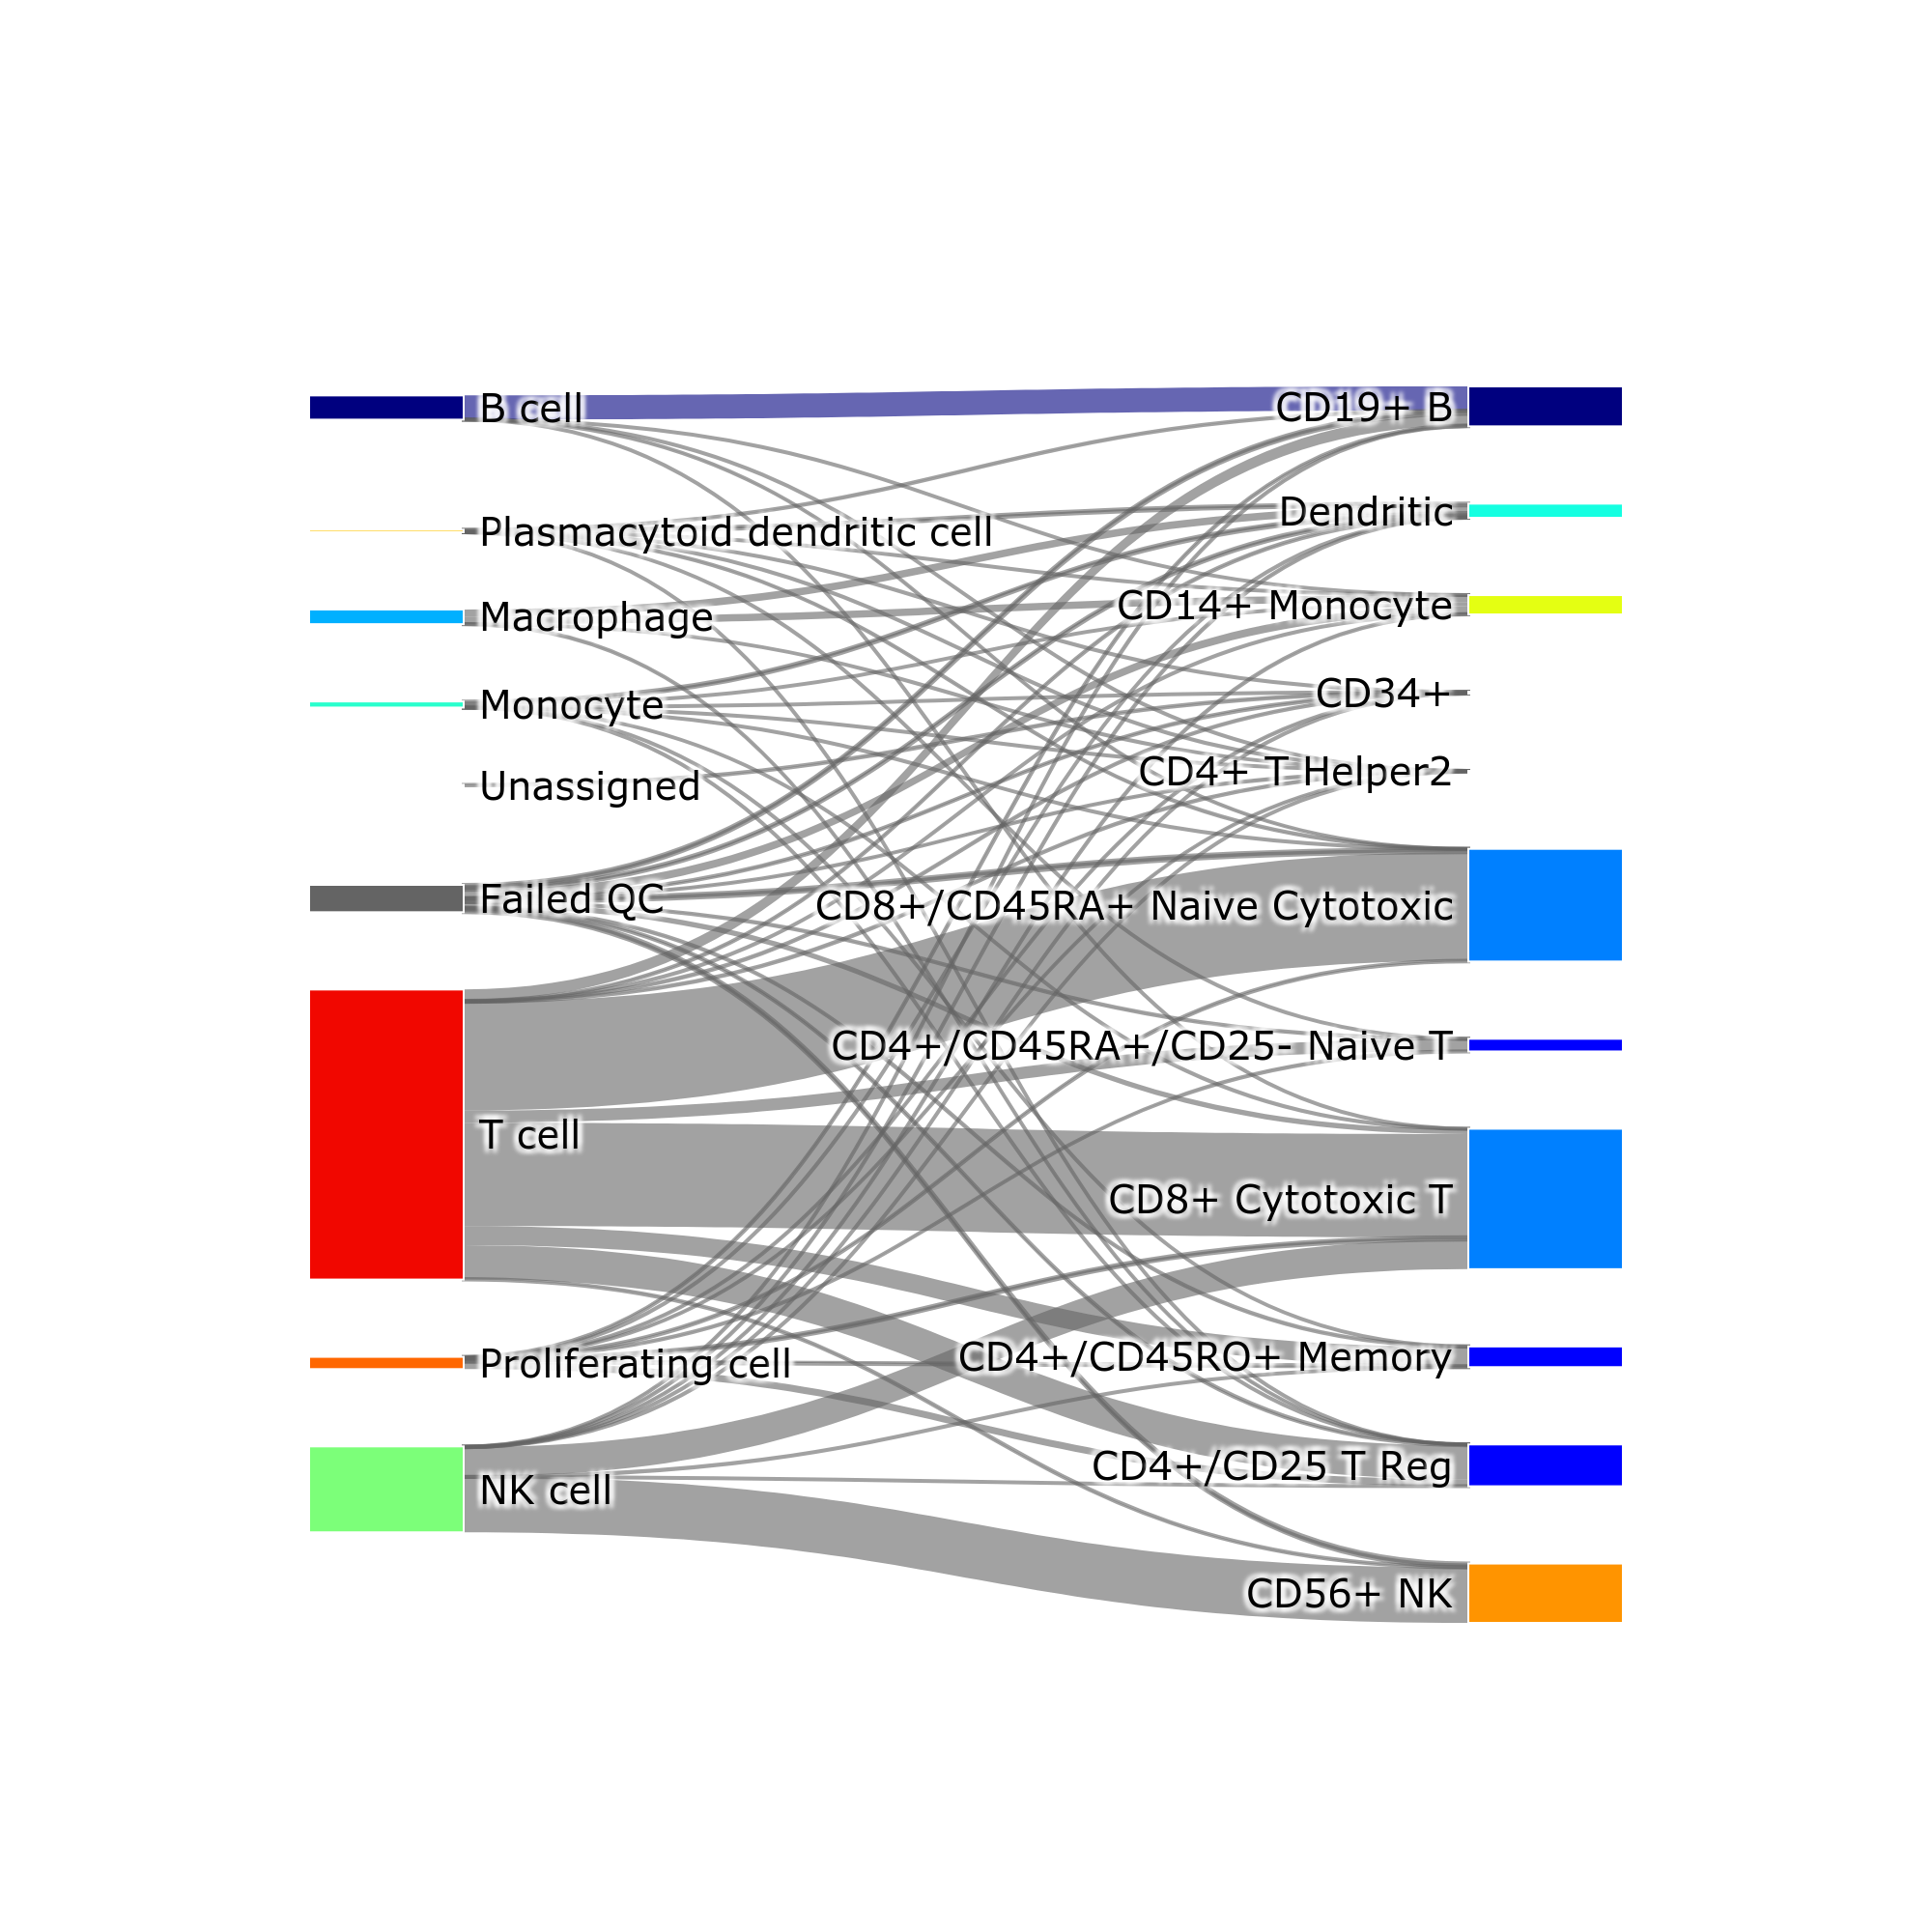 B cell
Plasmacytoid dendritic cell
Macrophage
Monocyte
Unassigned
Failed QC
T cell
Proliferating cell
NK cell
CD19+ B
Dendritic
CD14+ Monocyte
CD34+
CD4+ T Helper2
CD8+/CD45RA+ Naive Cytotoxic
CD4+/CD45RA+/CD25- Naive T
CD8+ Cytotoxic T
CD4+/CD45RO+ Memory
CD4+/CD25 T Reg
CD56+ NK